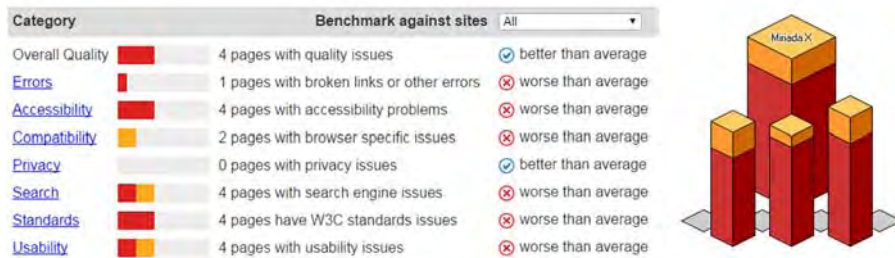 Category Benchmark against sites All
Overall Quality 4 pages with quality issues better than average
Errors 1 pages with broken links or other errors worse than average
Accessibility 4 pages with accessibility problems worse than average
Compatibility 2 pages with browser specific issues worse than average
Privacy 0 pages with privacy issues better than average
Search 4 pages with search engine issues worse than average
Standards 4 pages have W3C standards issues worse than average
Usability 4 pages with usability issues worse than average
Miriada X